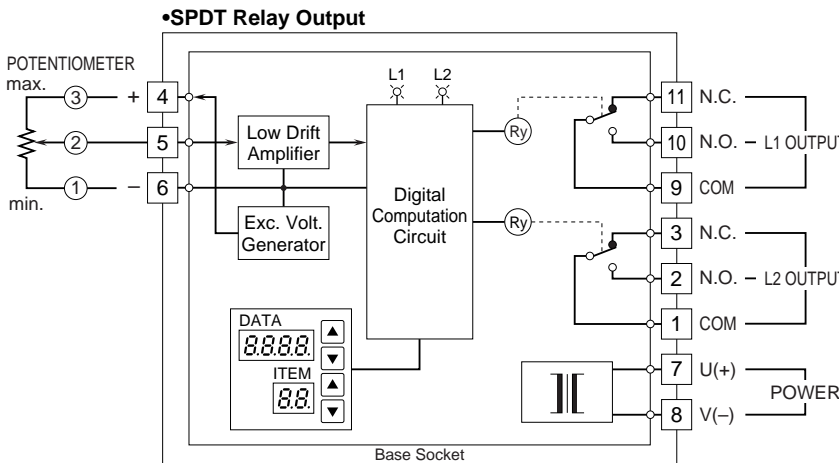 •SPDT Relay Output
POTENTIOMETER
max.
3
+
4
2
5
1
–
6
min.
L1
L2
Low Drift
Amplifier
Exc. Volt.
Generator
Digital
Computation
Circuit
Ry
Ry
11 N.C.
10 N.O.
L1 OUTPUT
9 COM
3 N.C.
2 N.O.
L2 OUTPUT
1 COM
7 U(+)
POWER
8 V(–)
DATA
8.8.8.8.
ITEM
8.8.
Base Socket